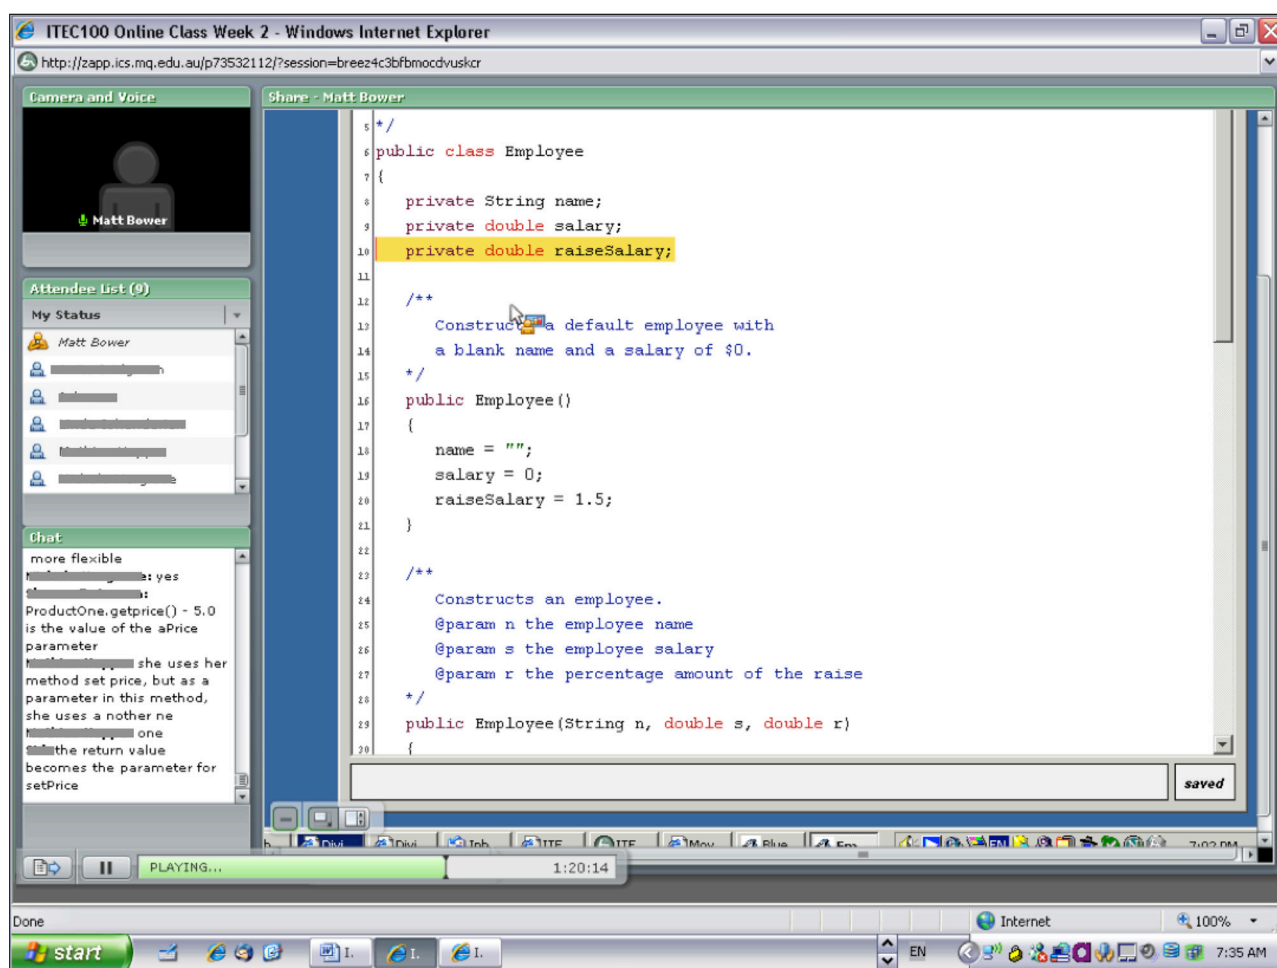 ITEC100 Online Class Week 2 - Windows Internet Explorer
http://zapp.ics.mq.edu.au/p73532112/?session=breez4c3bfbmocdvuskcr
Camera and Voice
Matt Bower
Attendee List (9)
My Status
Matt Bower
Chat
more flexible
yes
ProductOne.getprice() - 5.0
is the value of the aPrice
parameter
she uses her
method set price, but as a
parameter in this method,
she uses a nother ne
one
the return value
becomes the parameter for
setPrice
Share - Matt Bower
5 */
6 public class Employee
7 {
8 private String name;
9 private double salary;
10 private double raiseSalary;
11
12 /**
13 Constructs a default employee with
14 a blank name and a salary of $0.
15 */
16 public Employee()
17 {
18 name = "";
19 salary = 0;
20 raiseSalary = 1.5;
21 }
22
23 /**
24 Constructs an employee.
25 @param n the employee name
26 @param s the employee salary
27 @param r the percentage amount of the raise
28 */
29 public Employee(String n, double s, double r)
30 {
saved
7:02 PM
PLAYING...
1:20:14
Done
Internet
100%
start
I.
I.
I.
EN
7:35 AM